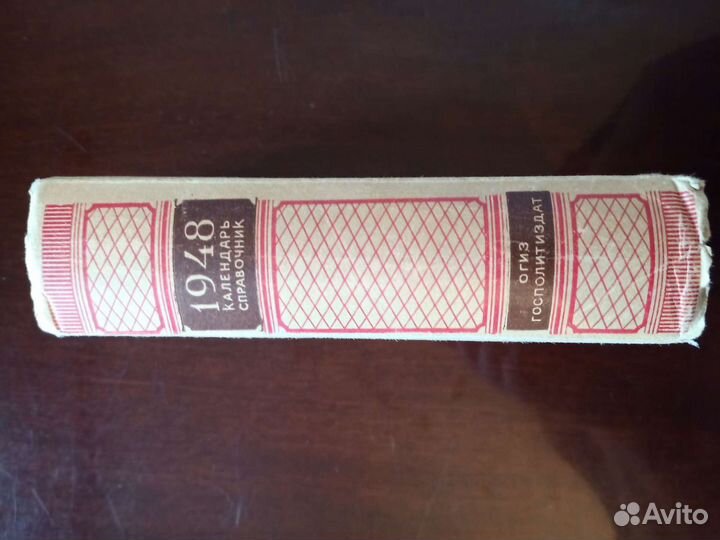 1948
КАЛЕНДАРЬ
СПРАВОЧНИК
ОГИЗ
ГОСПОЛИТИЗДАТ
Avito